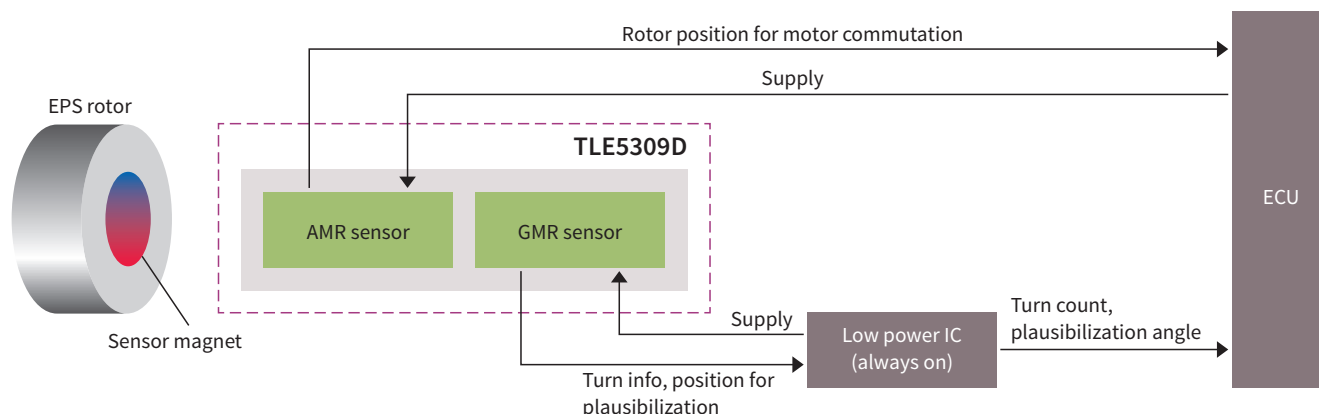 Rotor position for motor commutation
Supply
EPS rotor
TLE5309D
AMR sensor
GMR sensor
ECU
Sensor magnet
Supply
Low power IC
(always on)
Turn count,
plausibilization angle
Turn info, position for
plausibilization